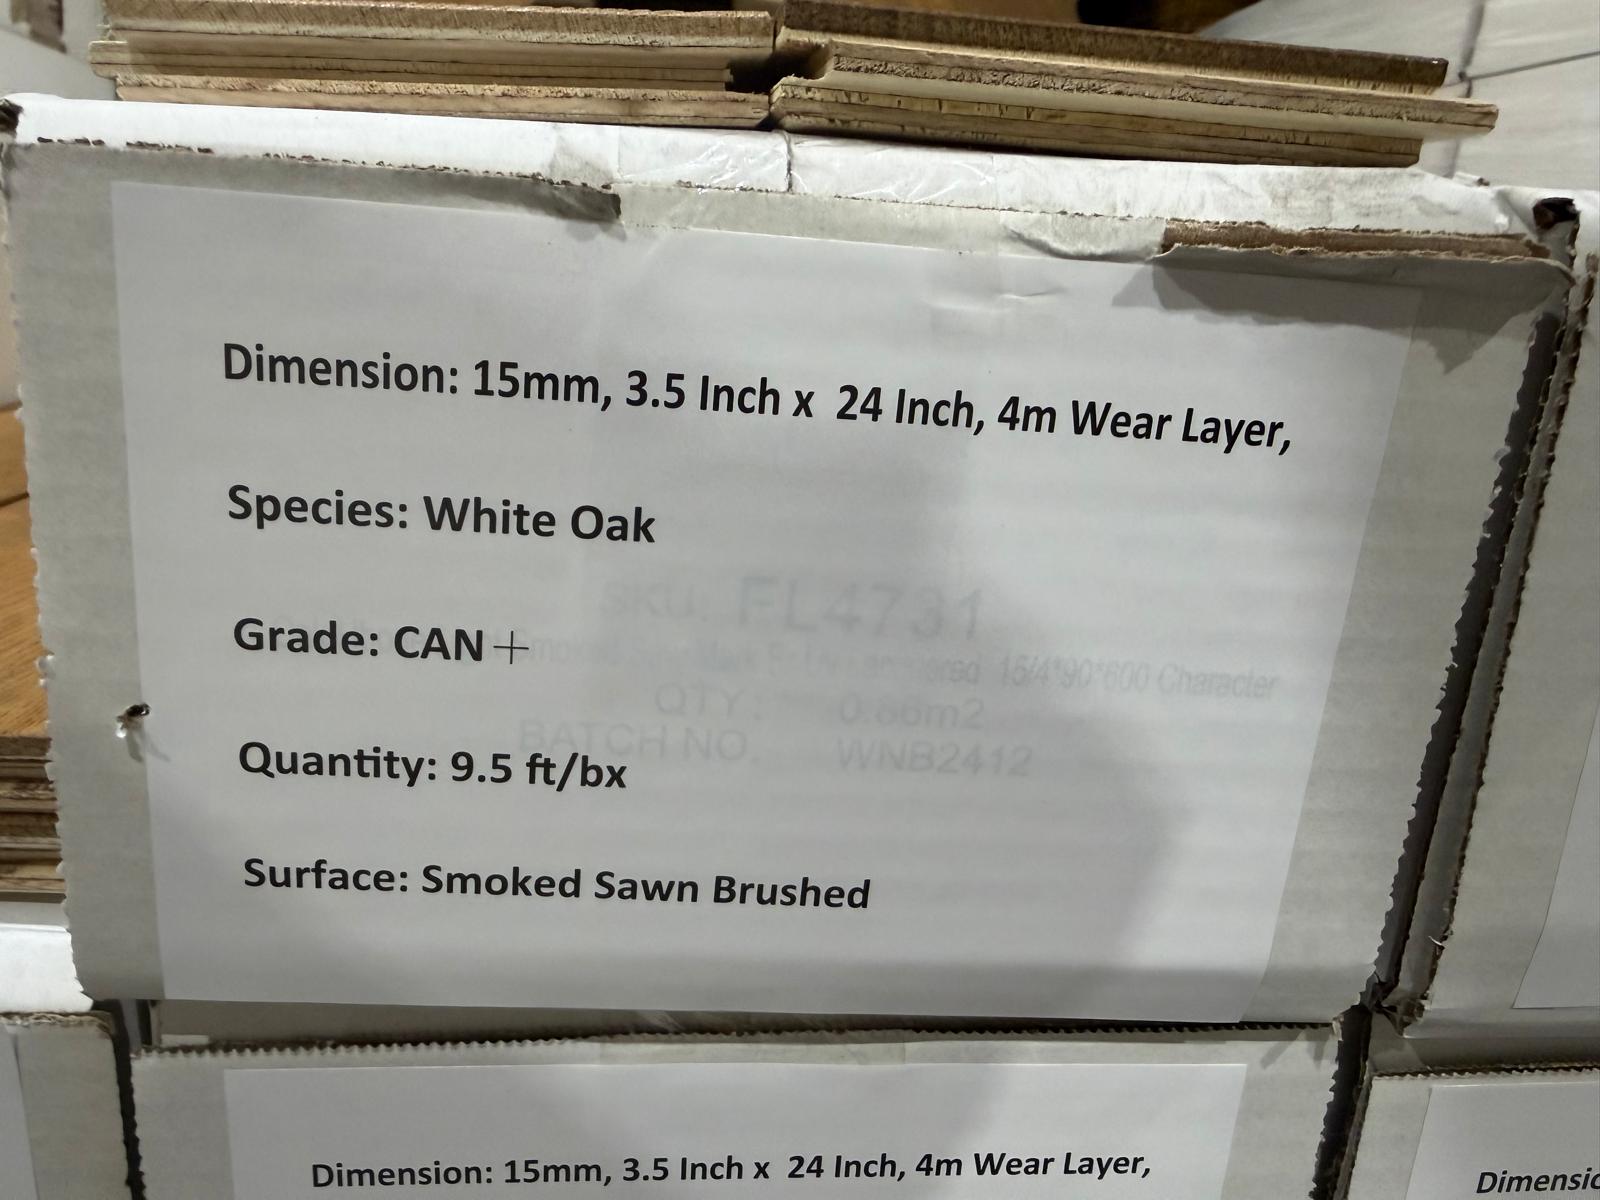 Dimension: 15mm, 3.5 Inch x 24 Inch, 4m Wear Layer,
Species: White Oak
SKU: FL4731
Grade: CAN+
15/4*90*600 Character
QTY: 0.86m2
BATCH NO. WNB2412
Quantity: 9.5 ft/bx
Surface: Smoked Sawn Brushed
Dimension: 15mm, 3.5 Inch x 24 Inch, 4m Wear Layer,